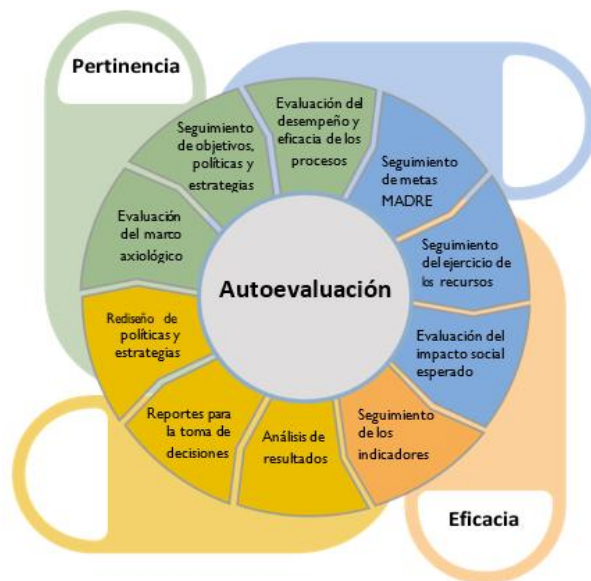 Pertinencia
Evaluación del
desempeño y
eficacia de los
procesos
Seguimiento
de objetivos,
políticas y
estrategias
Seguimiento
de metas
MADRE
Evaluación
del marco
axiológico
Seguimiento
del ejercicio de
los recursos
Autoevaluación
Rediseño de
políticas y
estrategias
Evaluación del
impacto social
esperado
Reportes para
la toma de
decisiones
Análisis de
resultados
Seguimiento
de los
indicadores
Eficacia